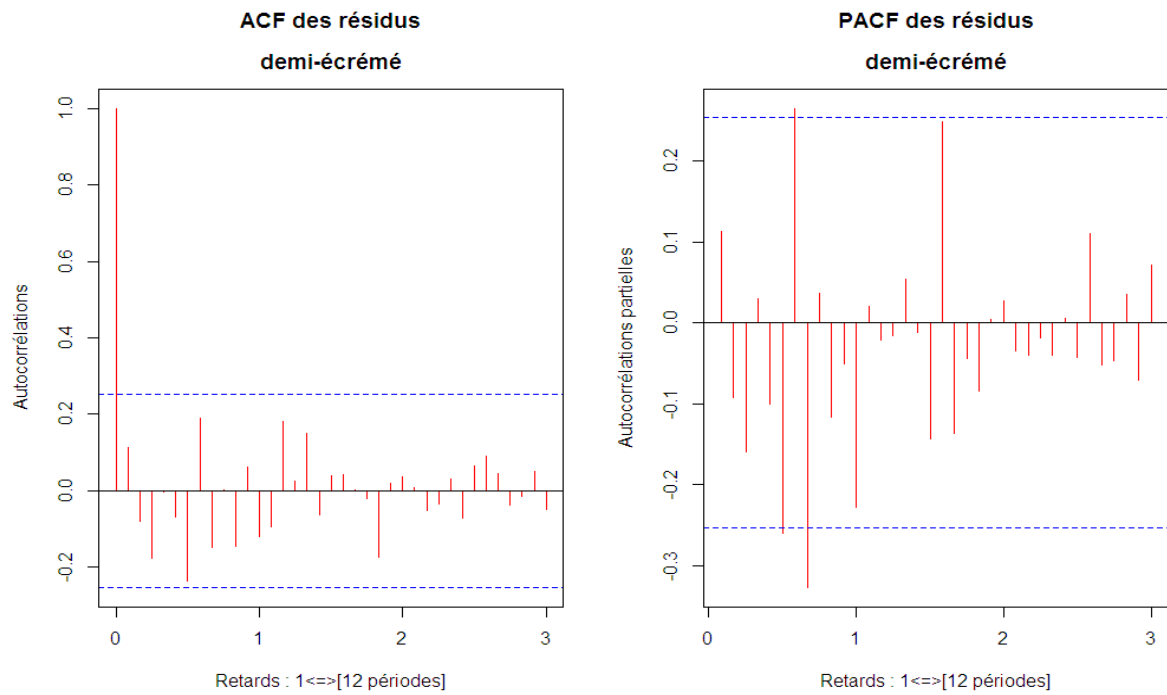 ACF des résidus
demi-écrémé
Autocorrélations
1.0
0.8
0.6
0.4
0.2
0.0
-0.2
0
1
2
3
Retards : 1<=>[12 périodes]
PACF des résidus
demi-écrémé
Autocorrélations partielles
0.2
0.1
0.0
-0.1
-0.2
-0.3
0
1
2
3
Retards : 1<=>[12 périodes]